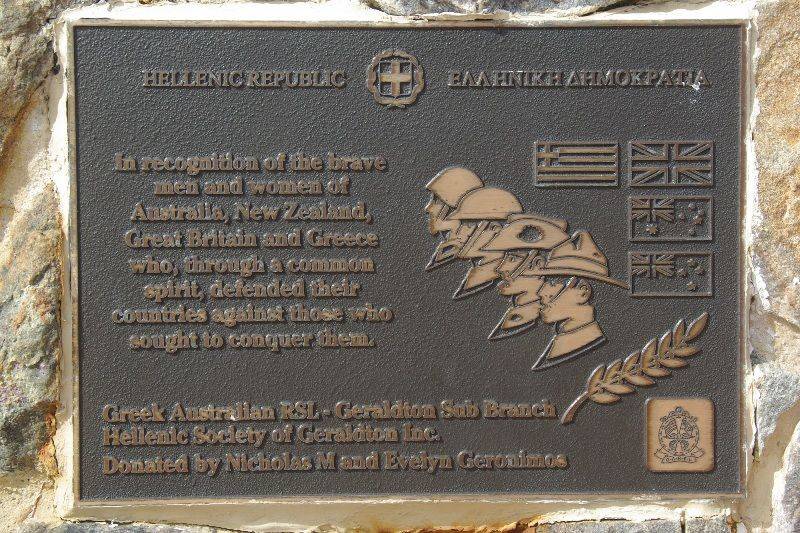 HELLENIC REPUBLIC ΕΛΛΗΝΙΚΗ ΔΗΜΟΚΡΑΤΙΑ
In recognition of the brave
men and women of
Australia, New Zealand,
Great Britain and Greece
who, through a common
spirit, defended their
countries against those who
sought to conquer them.
Greek Australian RSL - Geraldton Sub Branch
Hellenic Society of Geraldton Inc.
Donated by Nicholas M and Evelyn Geronimos